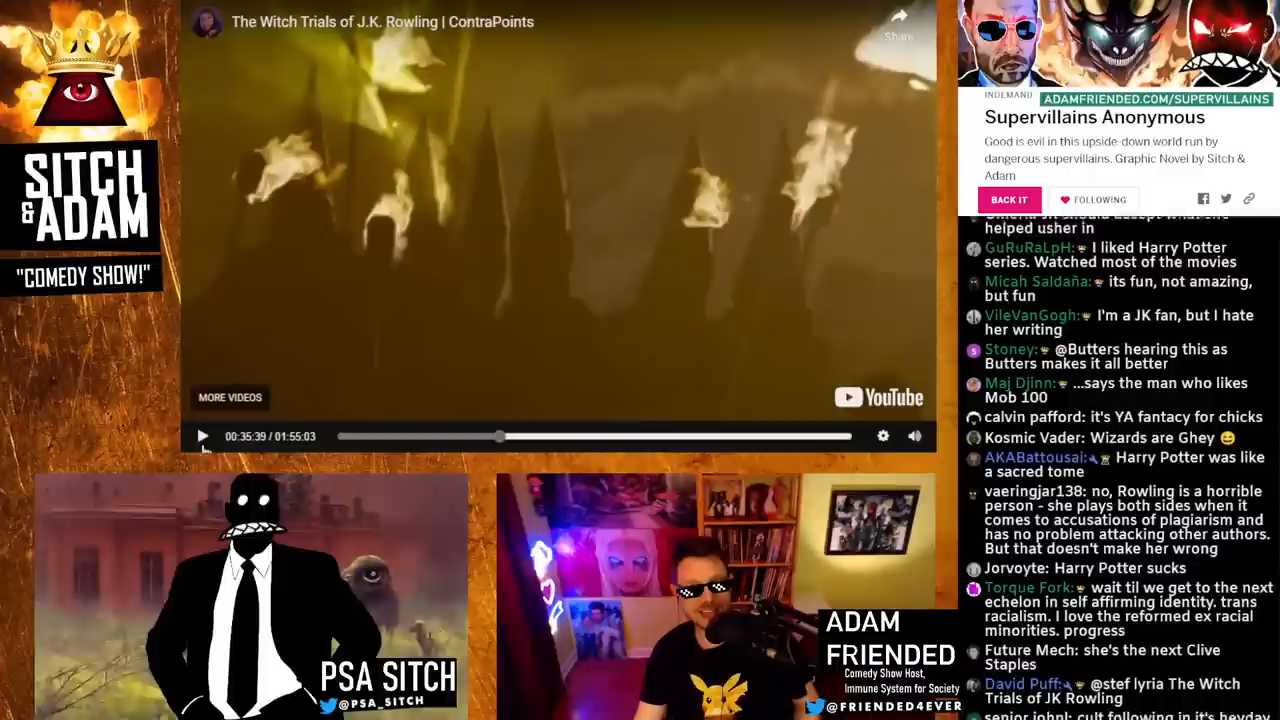 SITCH
& ADAM
"COMEDY SHOW!"
The Witch Trials of J.K. Rowling | ContraPoints
Share
MORE VIDEOS
YouTube
00:35:39 / 01:55:03
PSA SITCH
@PSA_SITCH
ADAM
FRIENDED
Comedy Show Host,
Immune System for Society
@FRIENDED4EVER
INDEMAND
ADAMFRIENDED.COM/SUPERVILLAINS
Supervillains Anonymous
Good is evil in this upside-down world run by
dangerous supervillains. Graphic Novel by Sitch &
Adam
BACK IT
FOLLOWING
helped usher in
GuRuRaLpH: I liked Harry Potter
series. Watched most of the movies
Micah Saldaña: its fun, not amazing,
but fun
VileVanGogh: I'm a JK fan, but I hate
her writing
Stoney: @Butters hearing this as
Butters makes it all better
Maj Djinn: ...says the man who likes
Mob 100
calvin pafford: it's YA fantacy for chicks
Kosmic Vader: Wizards are Ghey 😅
AKABattousai: Harry Potter was like
a sacred tome
vaeringjar138: no, Rowling is a horrible
person - she plays both sides when it
comes to accusations of plagiarism and
has no problem attacking other authors.
But that doesn't make her wrong
Jorvoyte: Harry Potter sucks
Torque Fork: wait til we get to the next
echelon in self affirming identity. trans
racialism. I love the reformed ex racial
minorities. progress
Future Mech: she's the next Clive
Staples
David Puff: @stef lyria The Witch
Trials of JK Rowling
senior johnl: cult following in it's heyday